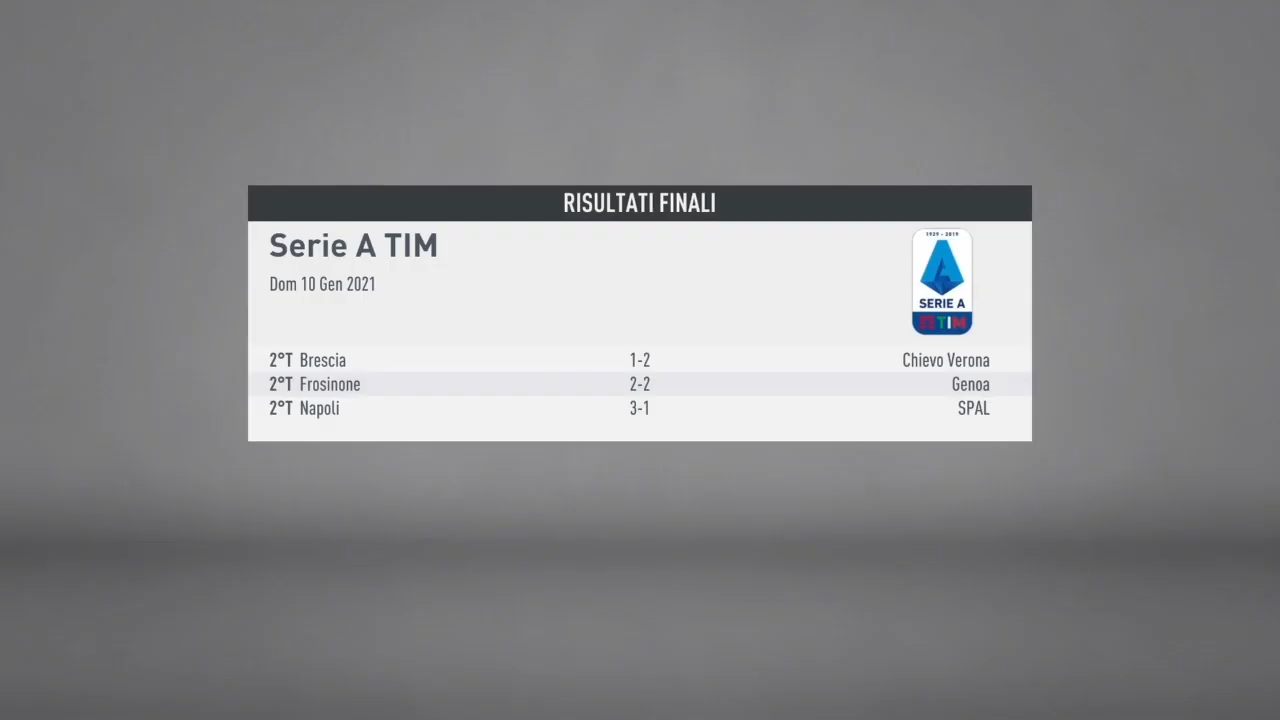 RISULTATI FINALI
Serie A TIM
Dom 10 Gen 2021
1929 - 2019
SERIE A
TIM
2°T Brescia 1-2 Chievo Verona
2°T Frosinone 2-2 Genoa
2°T Napoli 3-1 SPAL